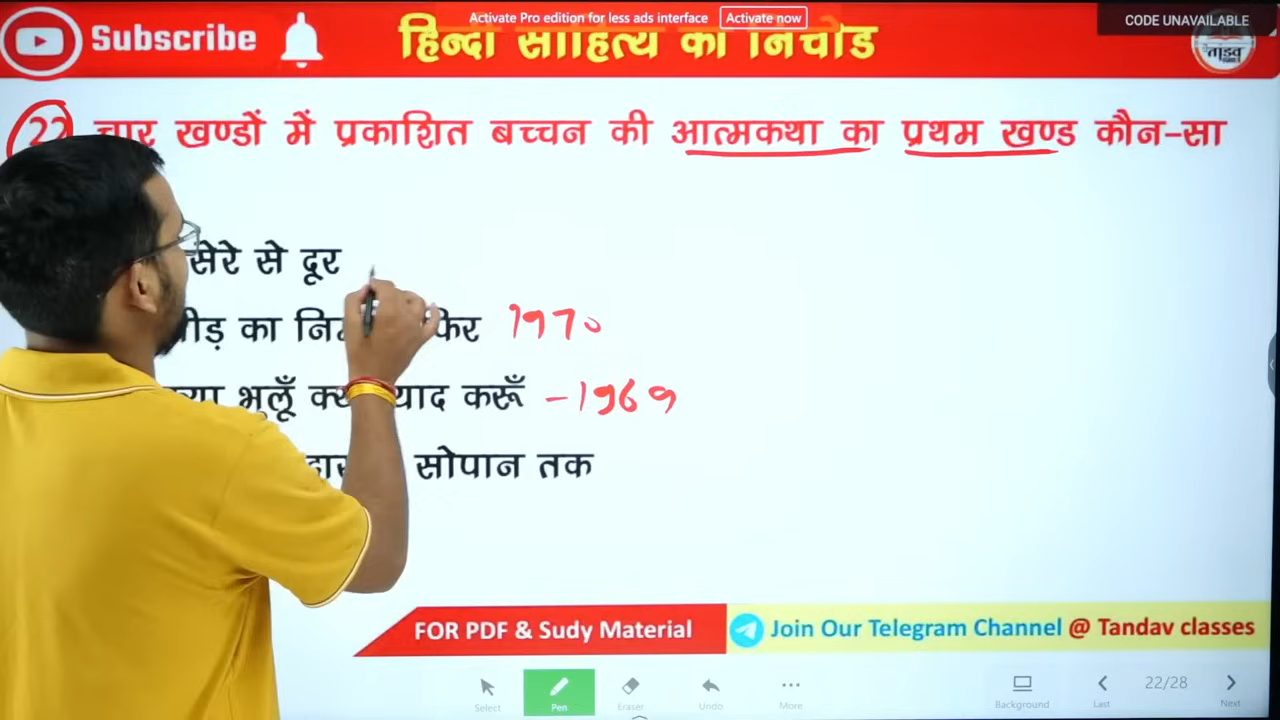 Activate Pro edition for less ads interface Activate now
CODE UNAVAILABLE
Subscribe
हिन्दी साहित्य का निचोड
तांडव
22 चार खण्डों में प्रकाशित बच्चन की आत्मकथा का प्रथम खण्ड कौन-सा
से दूर
का फिर 1970
भुलूँ याद करूँ -1969
सोपान तक
FOR PDF & Sudy Material
Join Our Telegram Channel @ Tandav classes
Select
Pen
Eraser
Undo
More
Background
Last
22/28
Next